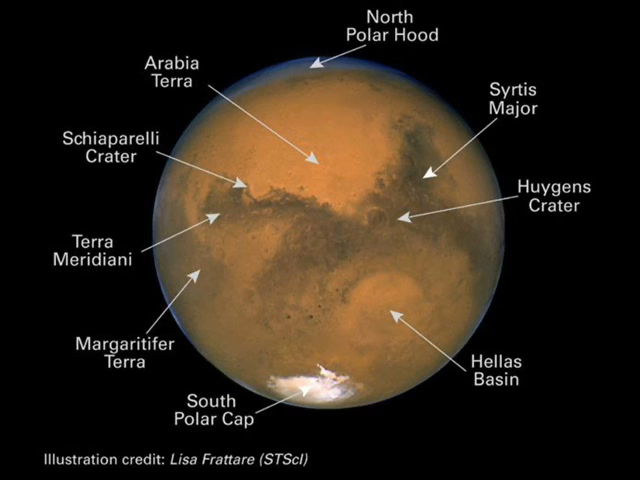 North
Polar Hood
Arabia
Terra
Syrtis
Major
Schiaparelli
Crater
Huygens
Crater
Terra
Meridiani
Margaritifer
Terra
Hellas
Basin
South
Polar Cap
Illustration credit: Lisa Frattare (STScI)